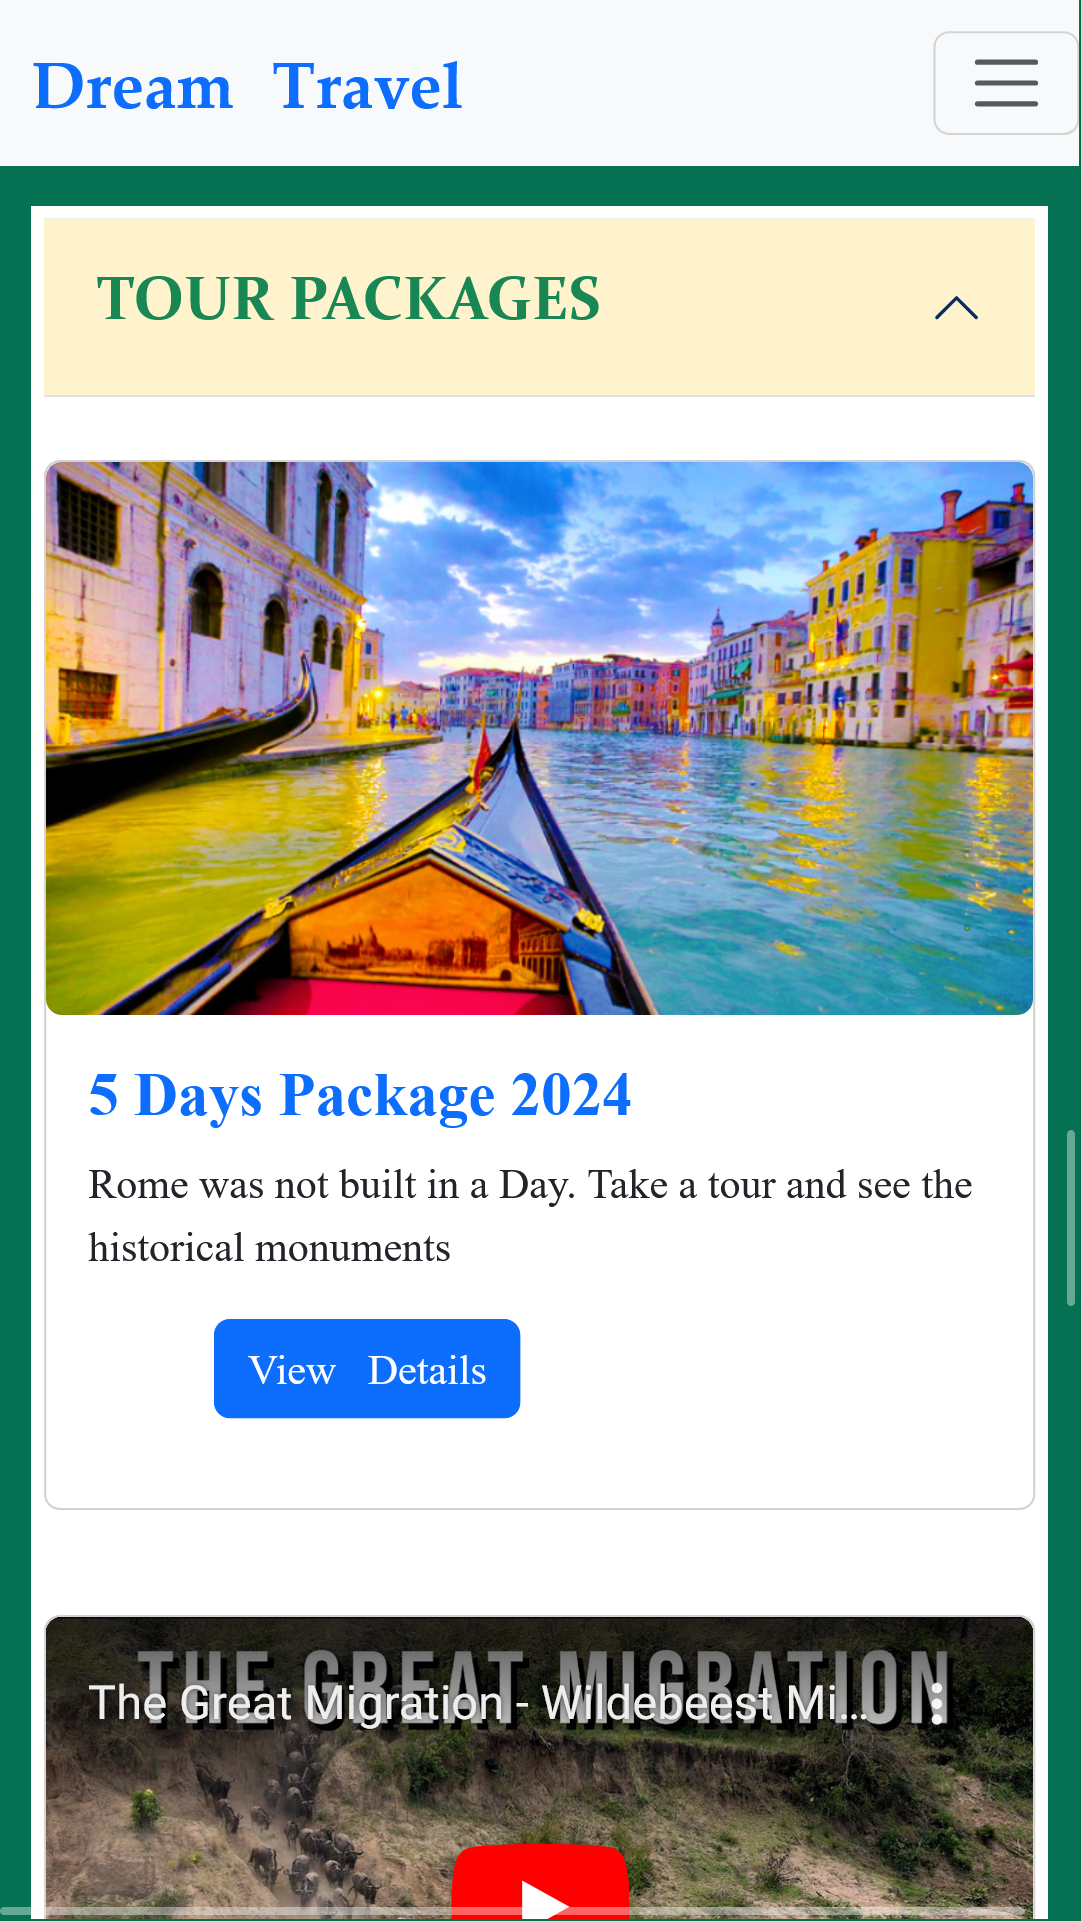 Dream Travel
TOUR PACKAGES
5 Days Package 2024
Rome was not built in a Day. Take a tour and see the
historical monuments
View Details
THE GREAT MIGRATION
The Great Migration - Wildebeest Mi...